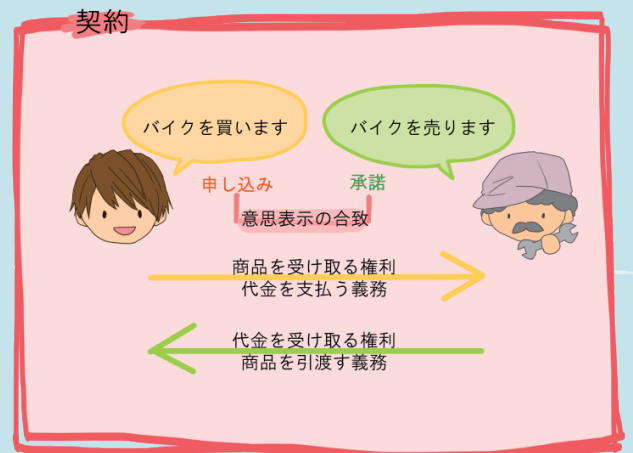 契約
バイクを買います
バイクを売ります
申し込み
承諾
意思表示の合致
商品を受け取る権利
代金を支払う義務
代金を受け取る権利
商品を引渡す義務